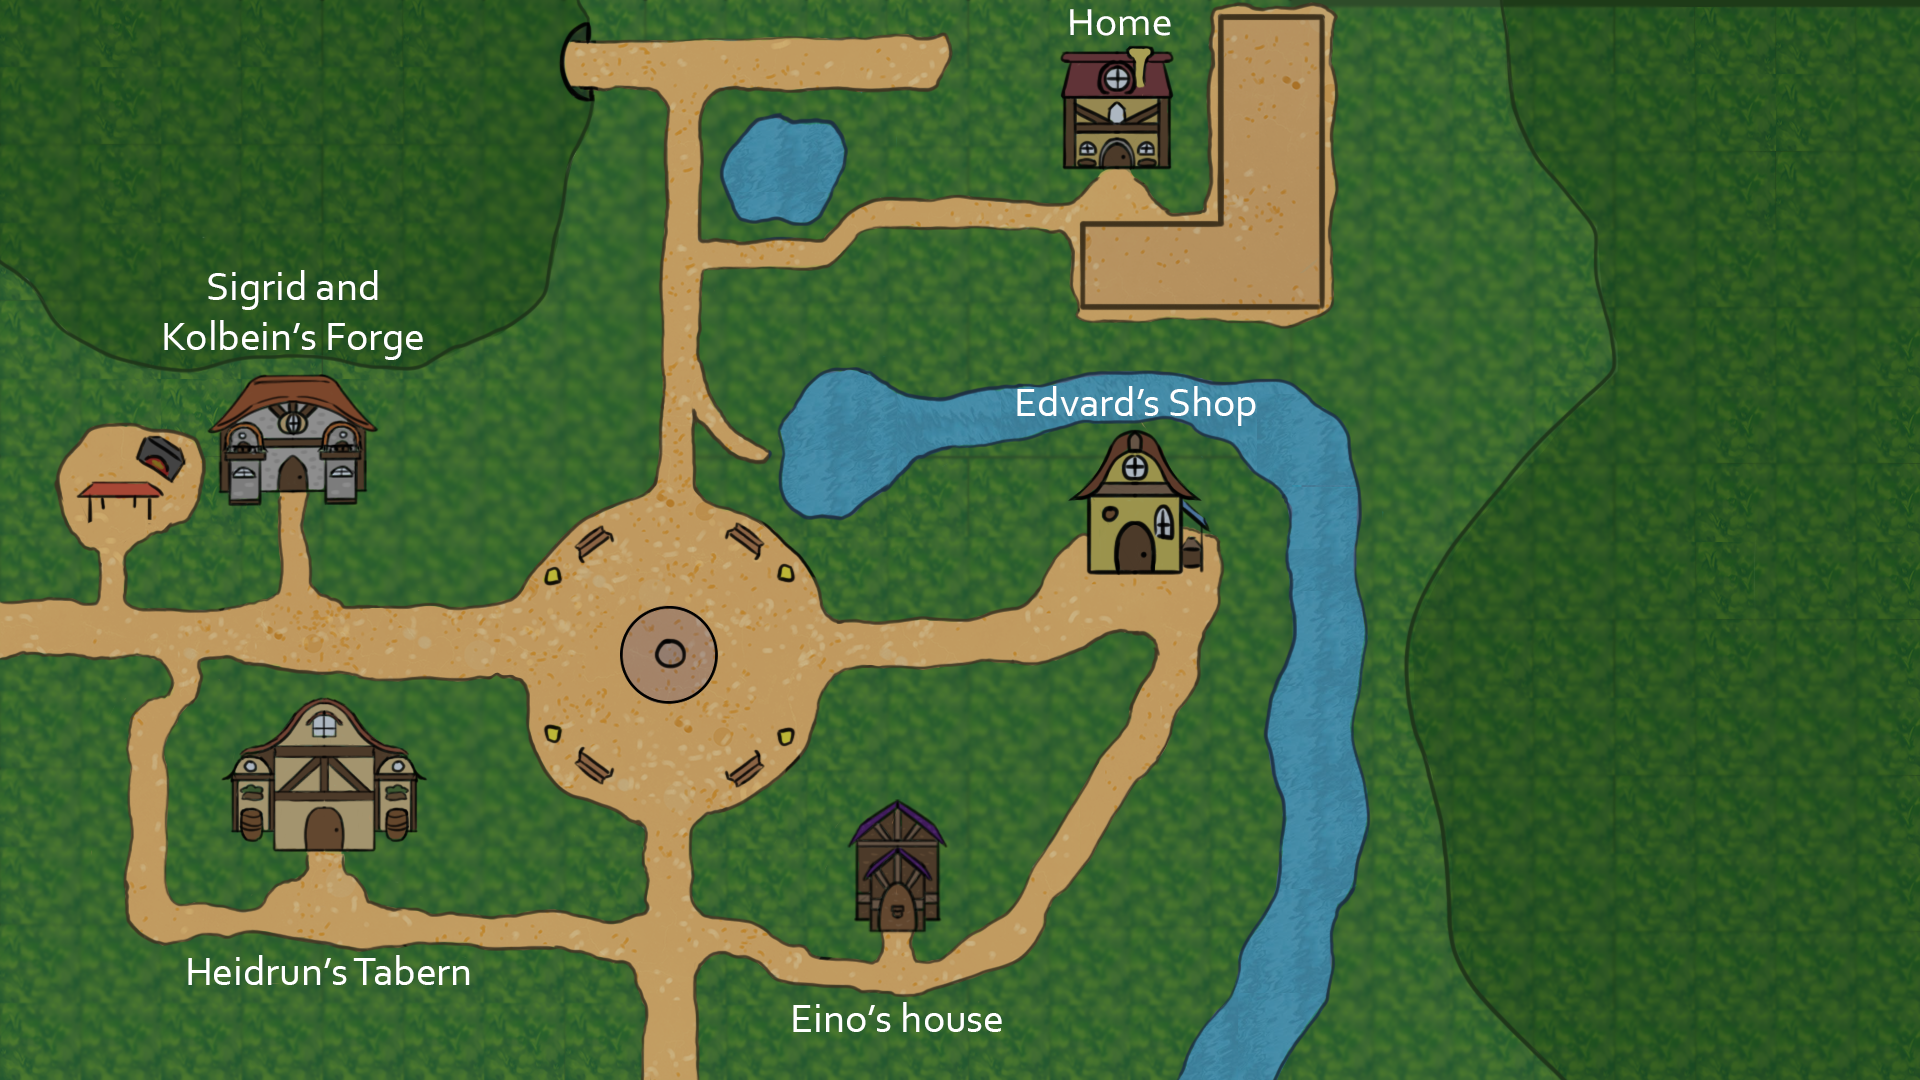 Home
Sigrid and
Kolbein's Forge
Edvard's Shop
Heidrun's Tabern
Eino's house